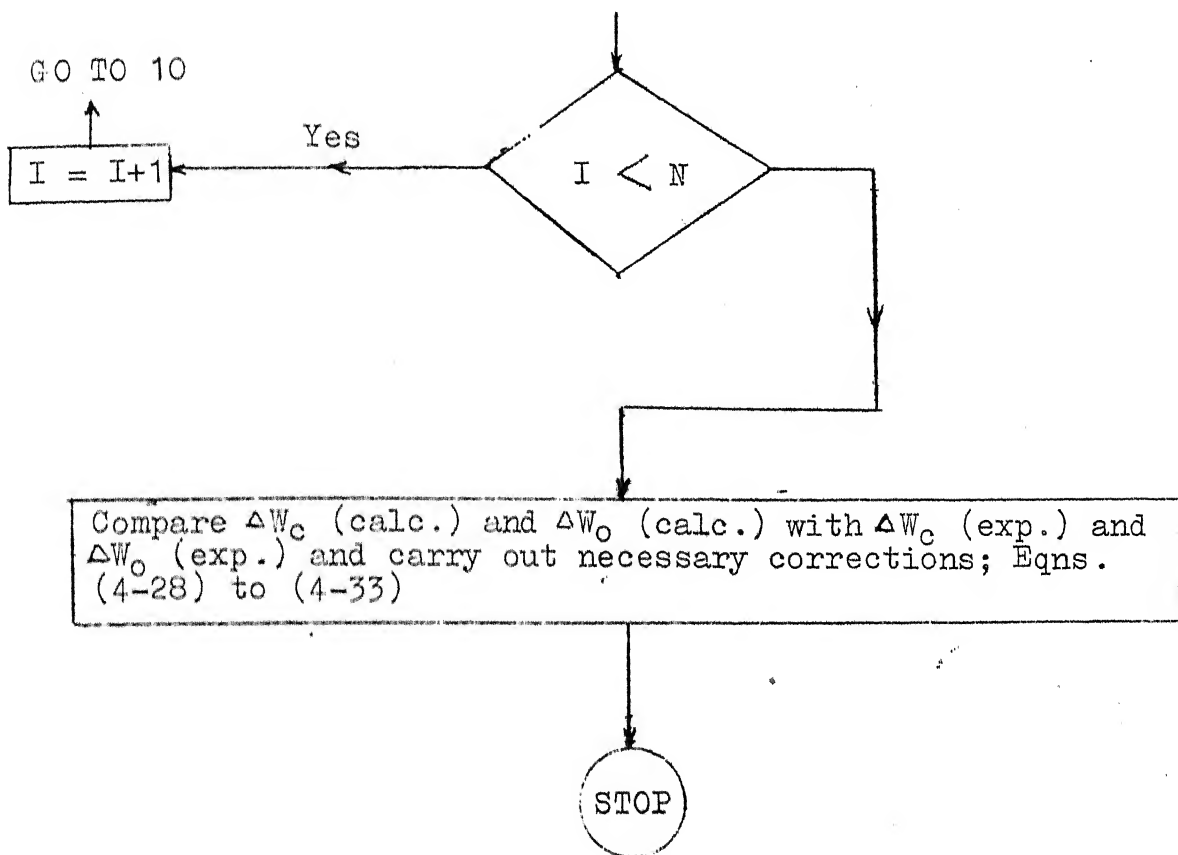 GO TO 10
Yes
I = I+1
I < N
Compare ΔWc (calc.) and ΔWo (calc.) with ΔWc (exp.) and
ΔWo (exp.) and carry out necessary corrections; Eqns.
(4-28) to (4-33)
STOP